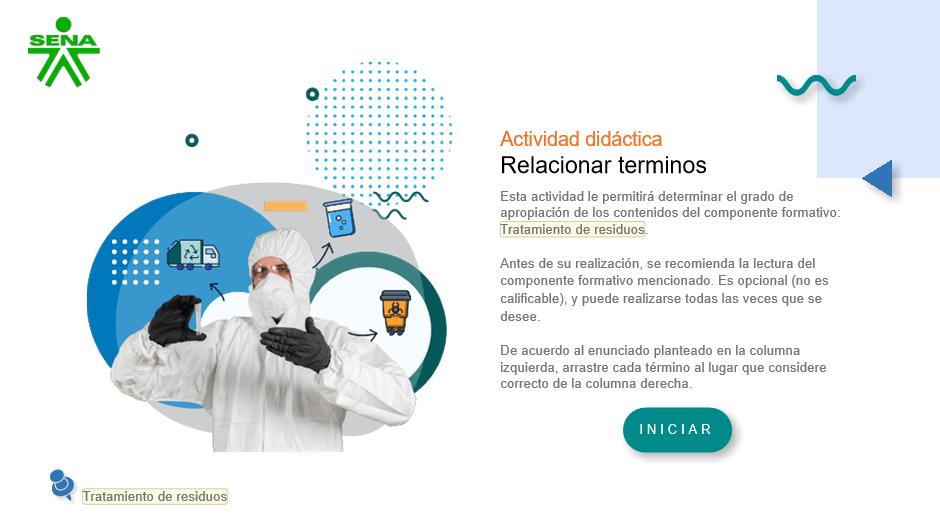 SENA
Actividad didáctica
Relacionar terminos
Esta actividad le permitirá determinar el grado de
apropiación de los contenidos del componente formativo:
Tratamiento de residuos.
Antes de su realización, se recomienda la lectura del
componente formativo mencionado. Es opcional (no es
calificable), y puede realizarse todas las veces que se
desee.
De acuerdo al enunciado planteado en la columna
izquierda, arrastre cada término al lugar que considere
correcto de la columna derecha.
INICIAR
Tratamiento de residuos